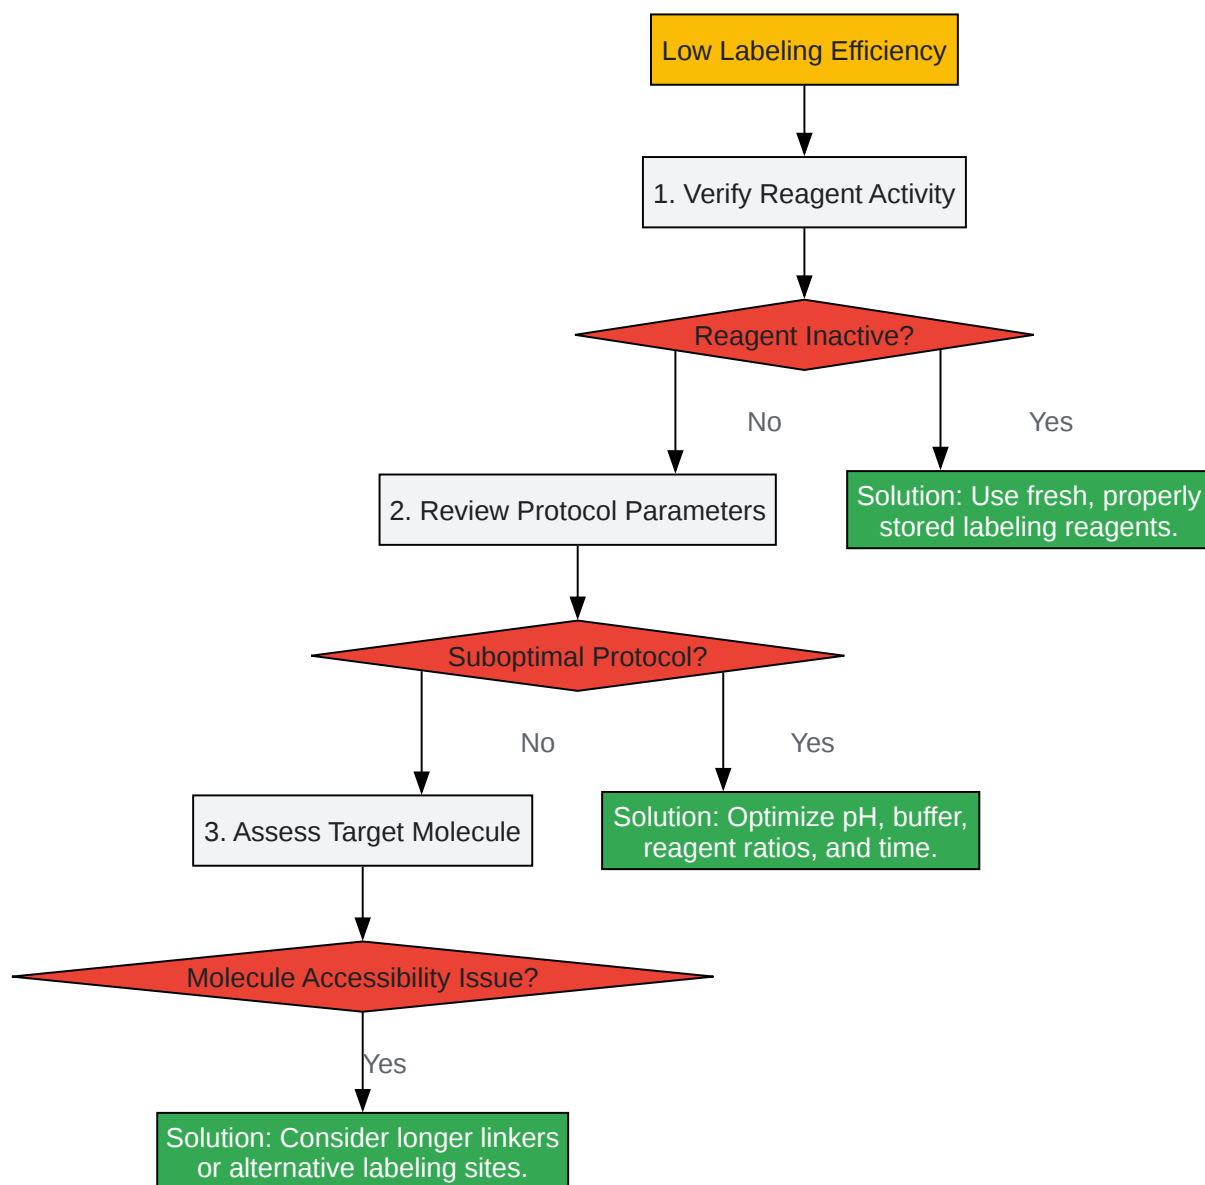 Low Labeling Efficiency
1. Verify Reagent Activity
Reagent Inactive?
No
Yes
2. Review Protocol Parameters
Solution: Use fresh, properly
stored labeling reagents.
Suboptimal Protocol?
No
Yes
3. Assess Target Molecule
Solution: Optimize pH, buffer,
reagent ratios, and time.
Molecule Accessibility Issue?
Yes
Solution: Consider longer linkers
or alternative labeling sites.